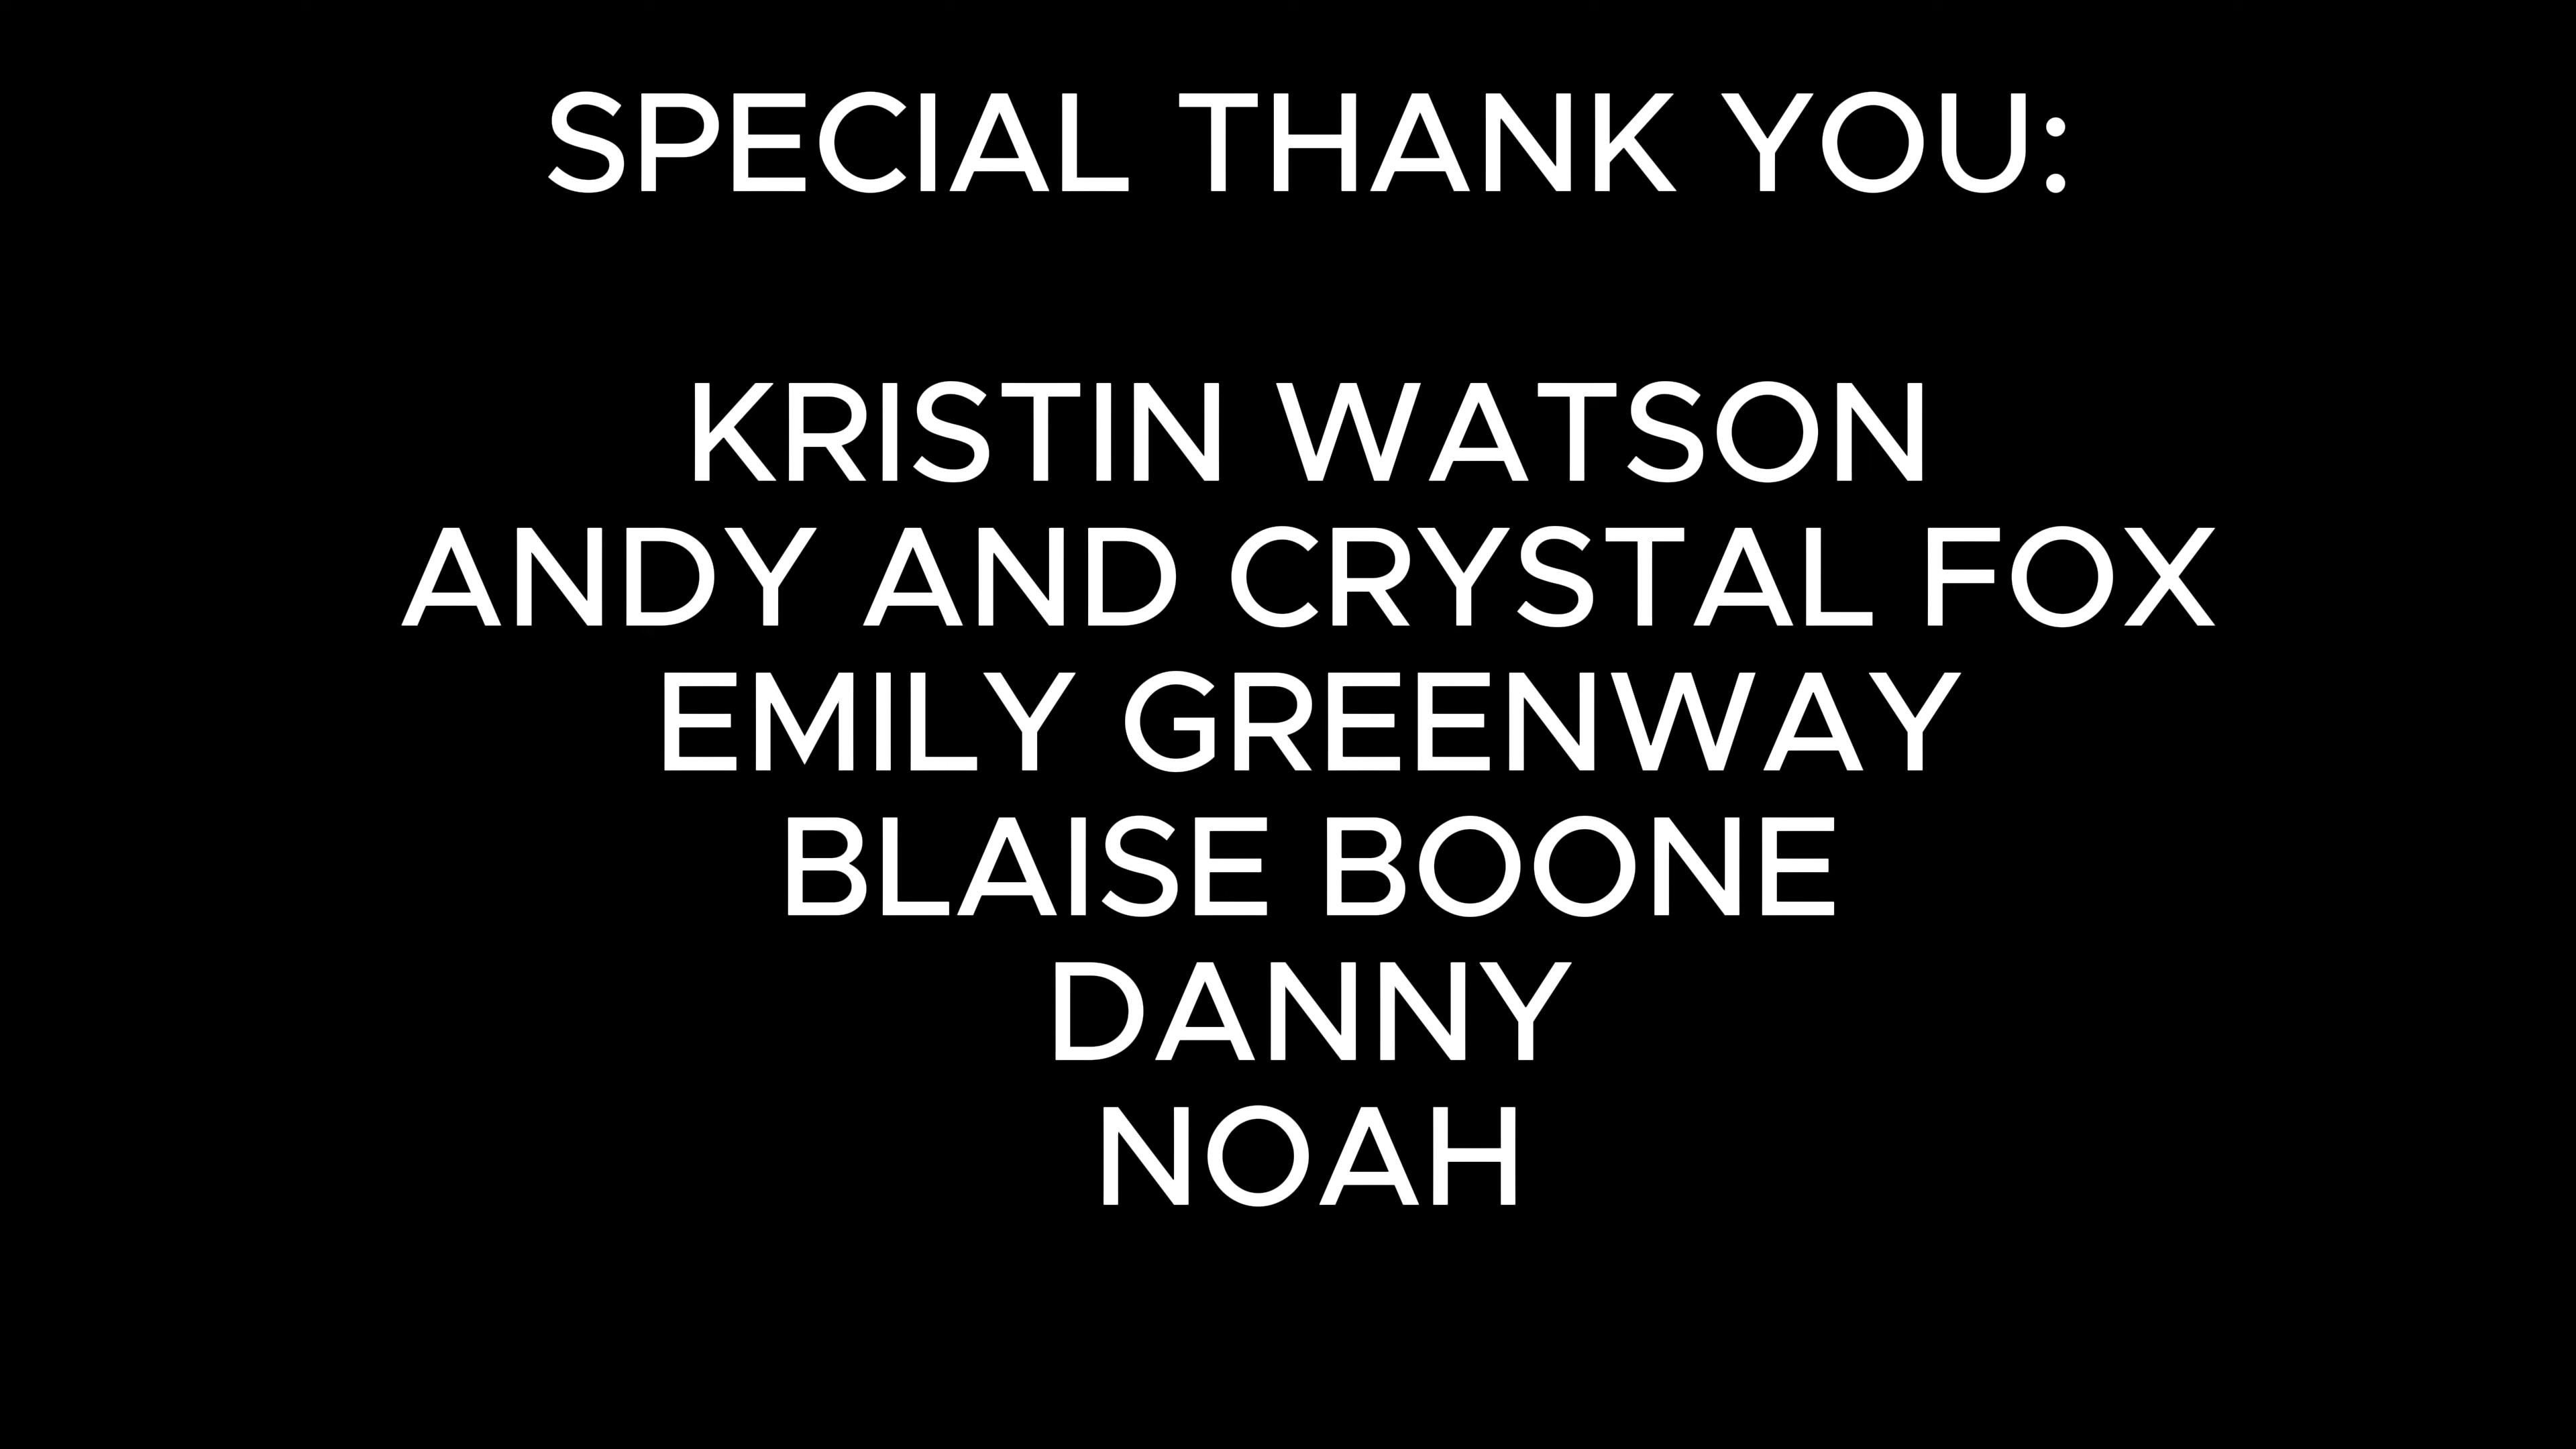 SPECIAL THANK YOU:
KRISTIN WATSON
ANDY AND CRYSTAL FOX
EMILY GREENWAY
BLAISE BOONE
DANNY
NOAH